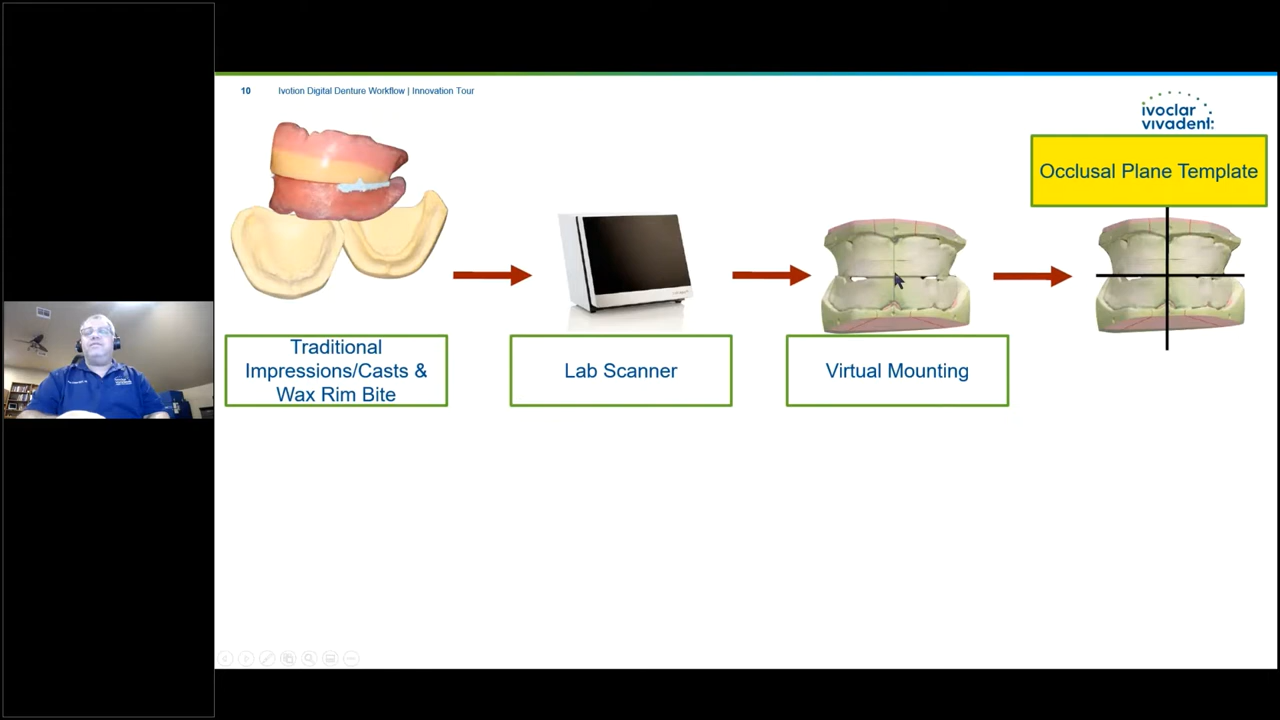 10 Ivotion Digital Denture Workflow | Innovation Tour
ivoclar
vivadent:
Occlusal Plane Template
Traditional
Impressions/Casts &
Wax Rim Bite
Lab Scanner
Virtual Mounting